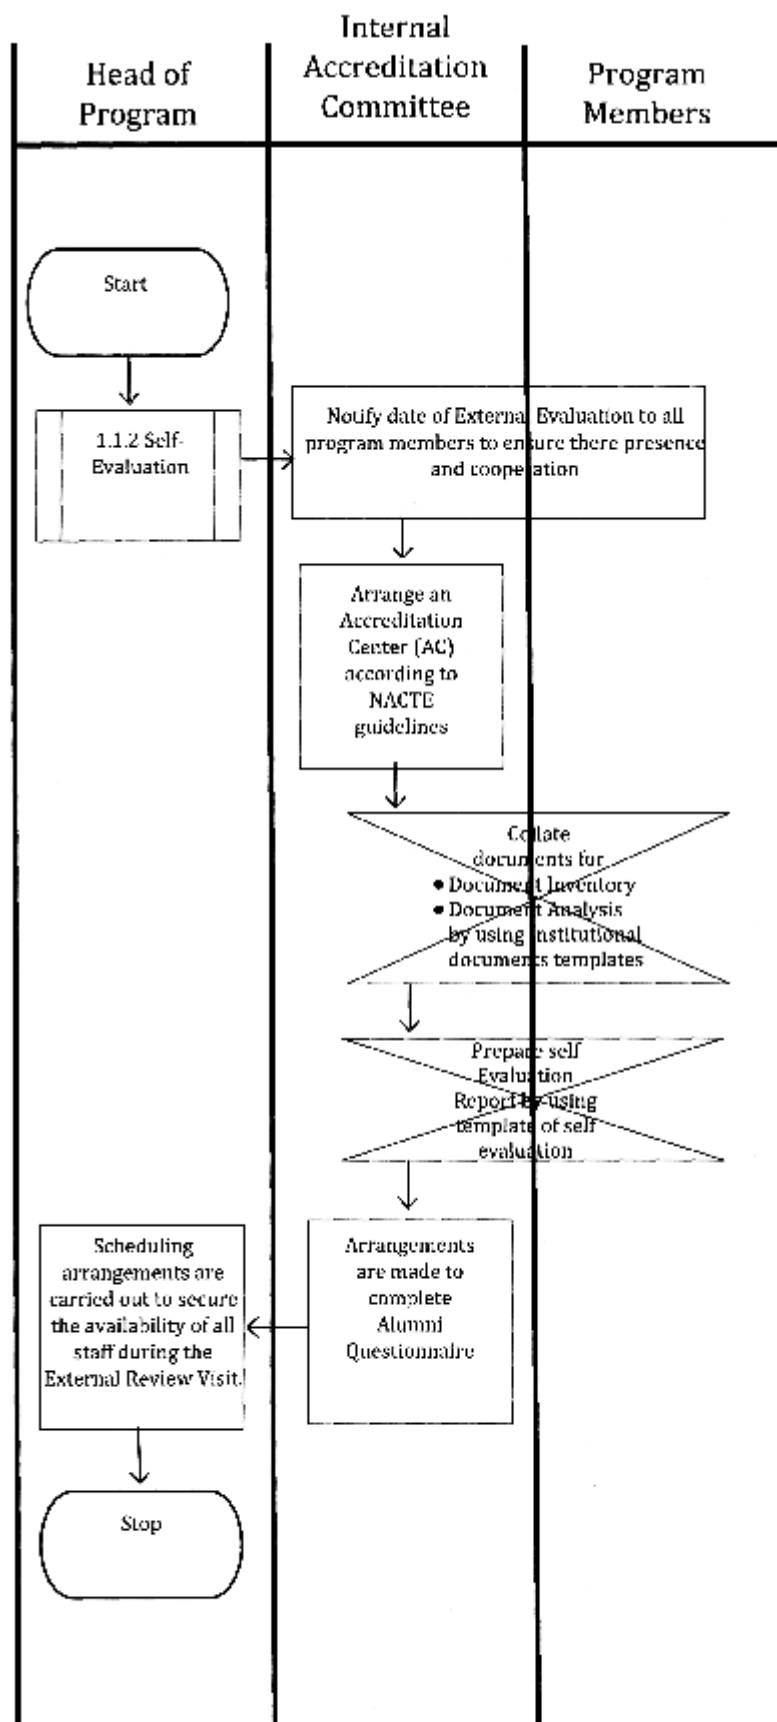 Head of
Program
Internal
Accreditation
Committee
Program
Members
Start
1.1.2 Self-
Evaluation
Notify date of External Evaluation to all
program members to ensure there presence
and cooperation
Arrange an
Accreditation
Center (AC)
according to
NACTE
guidelines
Collate
documents for
● Document Inventory
● Document Analysis
by using institutional
documents templates
Prepare self
Evaluation
Report by using
template of self
evaluation
Arrangements
are made to
complete
Alumni
Questionnaire
Scheduling
arrangements are
carried out to secure
the availability of all
staff during the
External Review Visit.
Stop